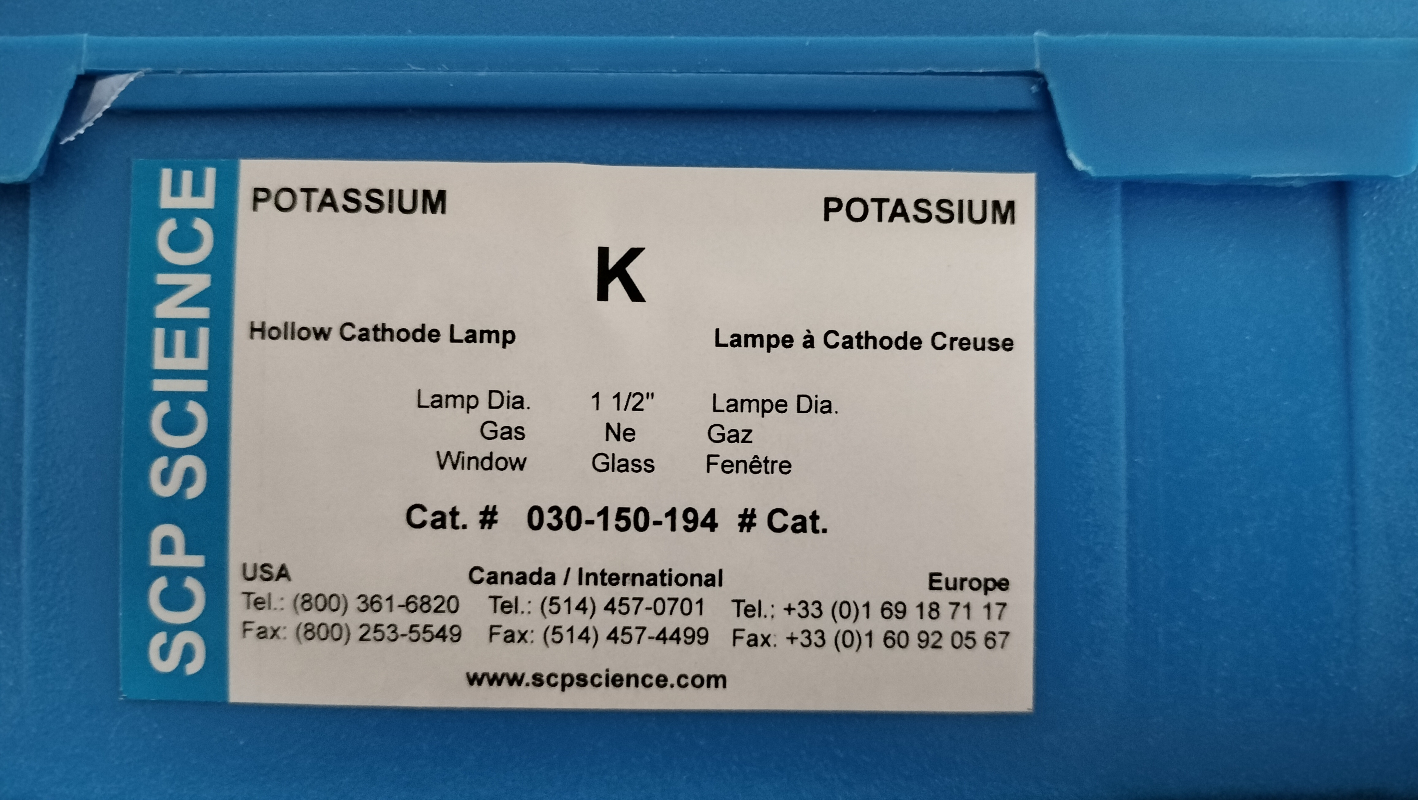 SCP SCIENCE
POTASSIUM POTASSIUM
K
Hollow Cathode Lamp Lampe à Cathode Creuse
Lamp Dia. 1 1/2" Lampe Dia.
Gas Ne Gaz
Window Glass Fenêtre
Cat. # 030-150-194 # Cat.
USA Canada / International Europe
Tel.: (800) 361-6820 Tel.: (514) 457-0701 Tel.: +33 (0)1 69 18 71 17
Fax: (800) 253-5549 Fax: (514) 457-4499 Fax: +33 (0)1 60 92 05 67
www.scpscience.com